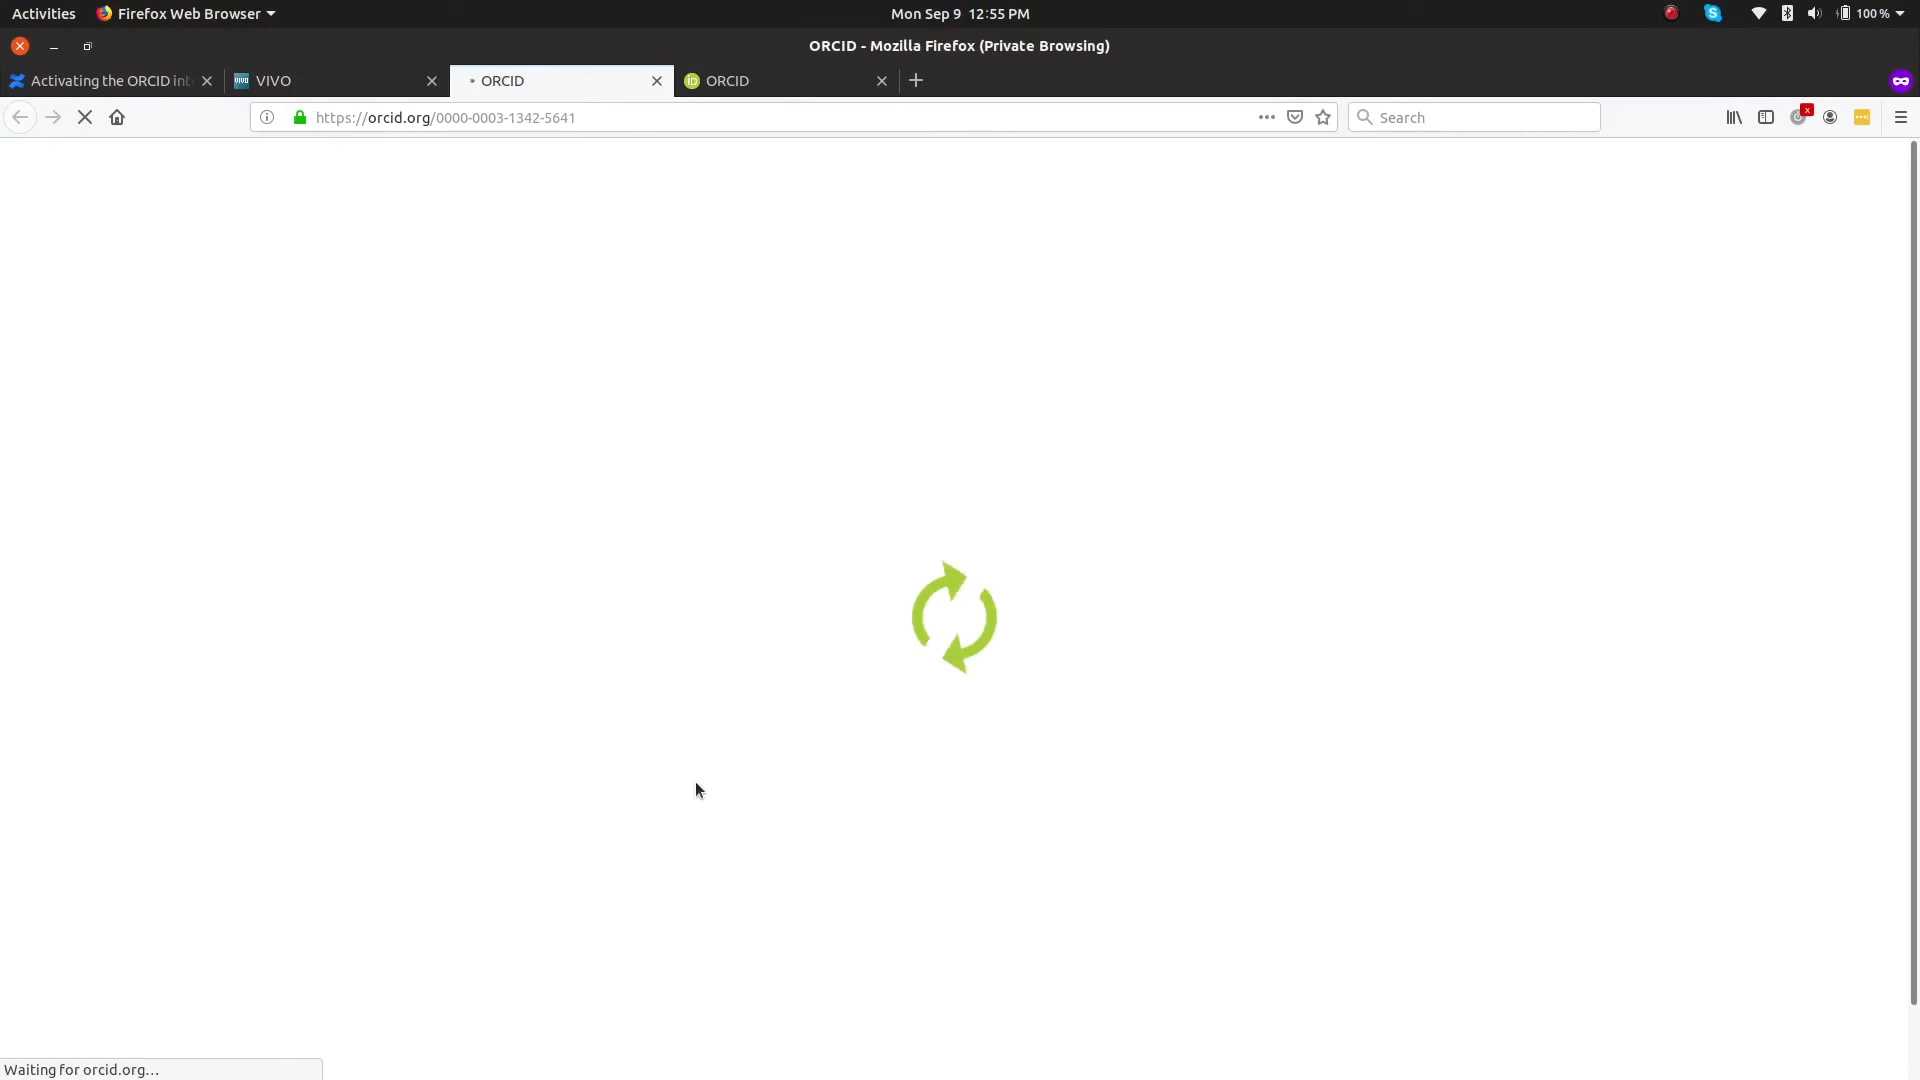 Activities Firefox Web Browser Mon Sep 9 12:55 PM 100 %
ORCID - Mozilla Firefox (Private Browsing)
Activating the ORCID int VIVO ORCID iD ORCID
https://orcid.org/0000-0003-1342-5641 Search
Waiting for orcid.org...